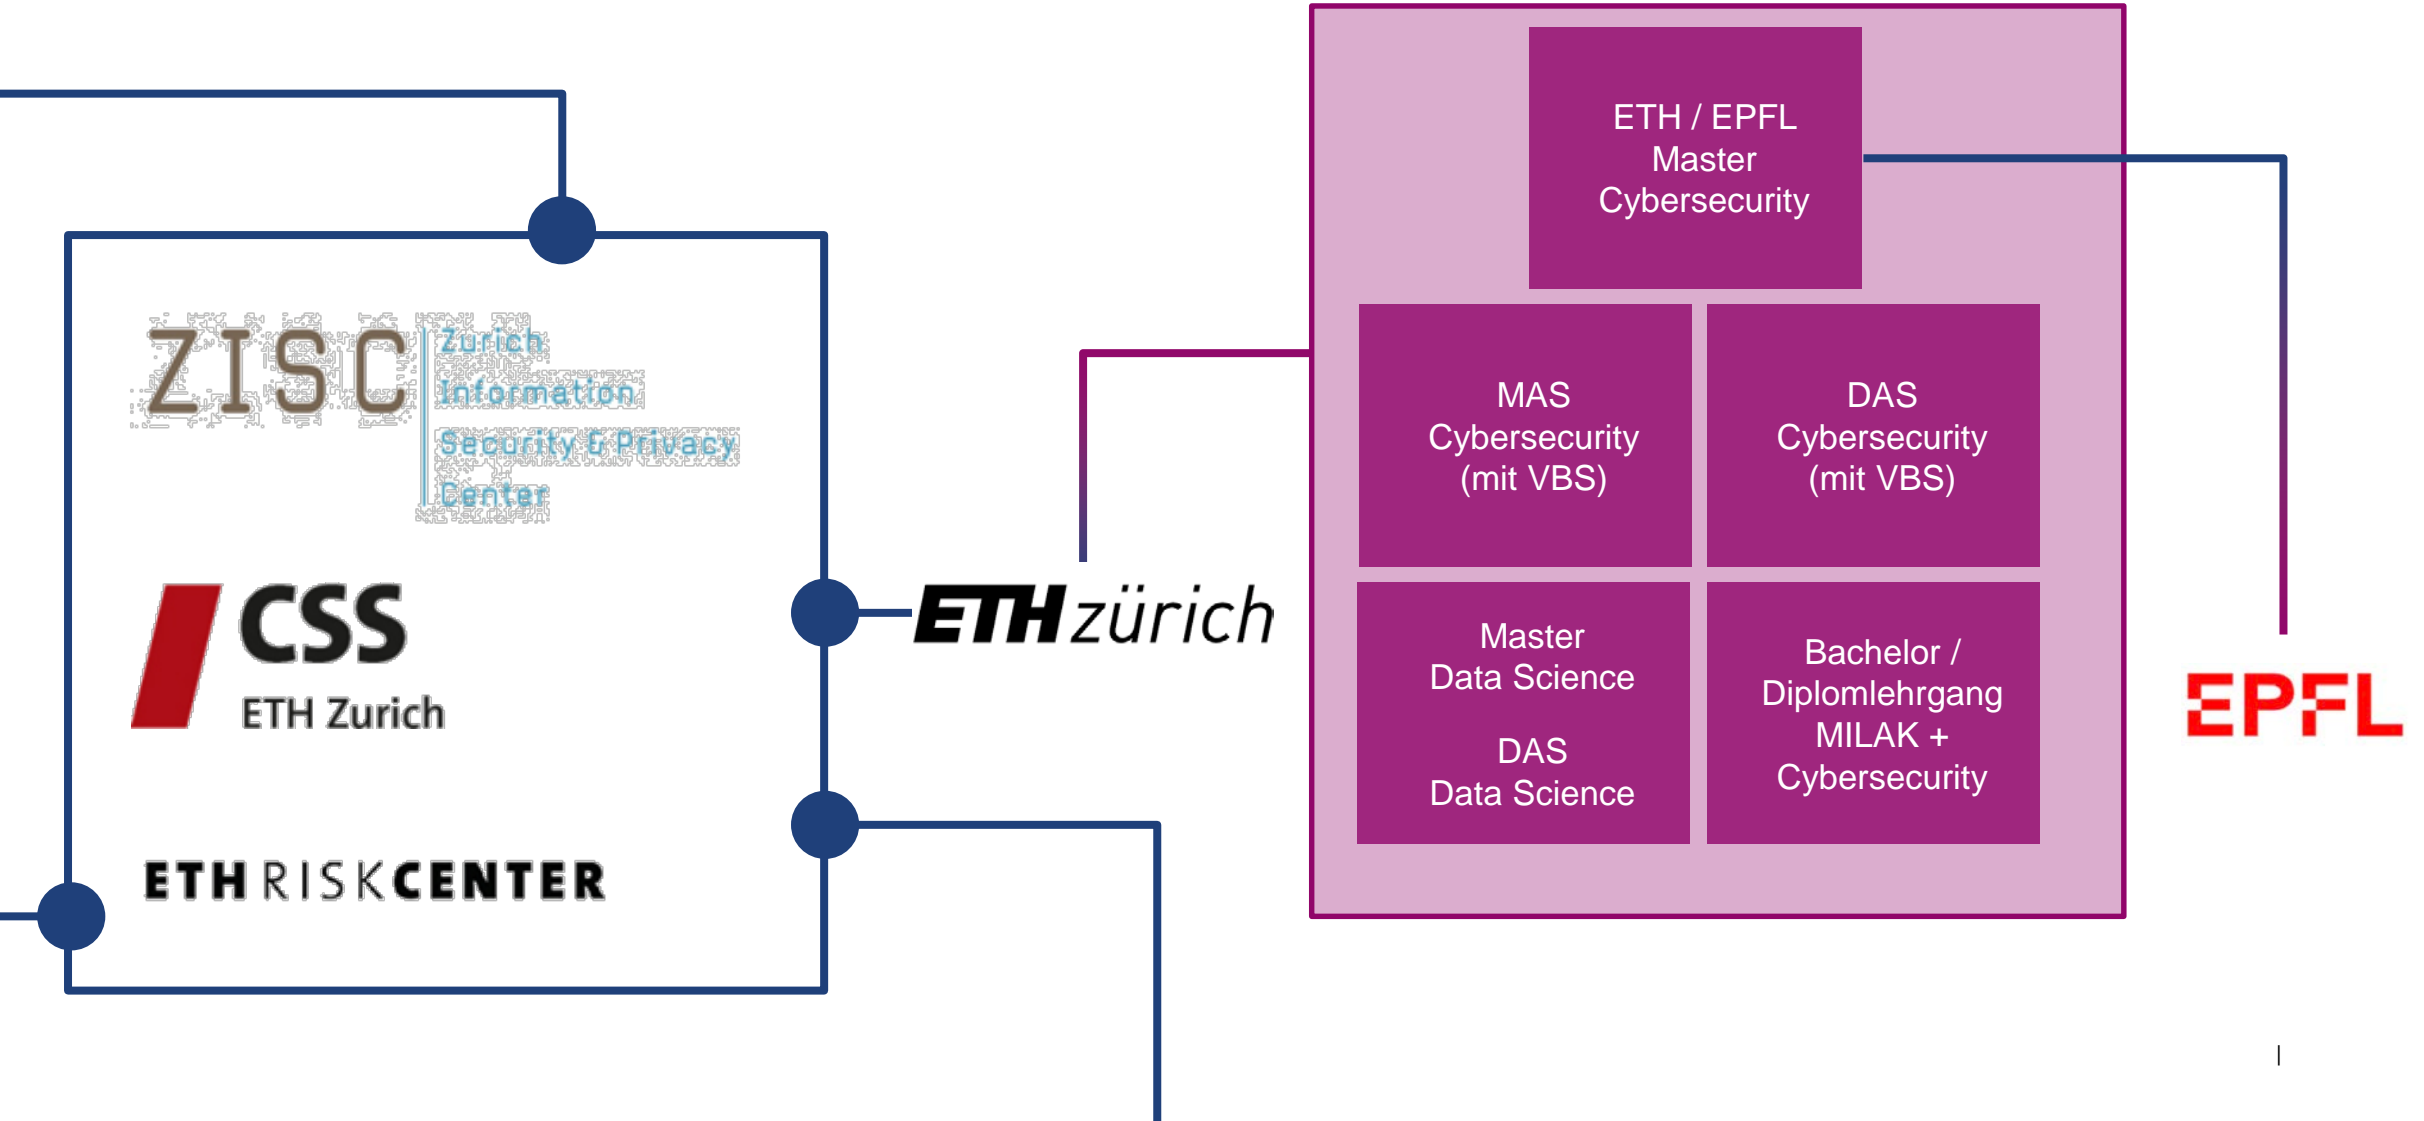 ZISC
Zurich
Information
Security & Privacy
Center
CSS
ETH Zurich
ETH RISK CENTER
ETH zürich
ETH / EPFL
Master
Cybersecurity
MAS
Cybersecurity
(mit VBS)
DAS
Cybersecurity
(mit VBS)
Master
Data Science
DAS
Data Science
Bachelor /
Diplomlehrgang
MILAK +
Cybersecurity
EPFL
|